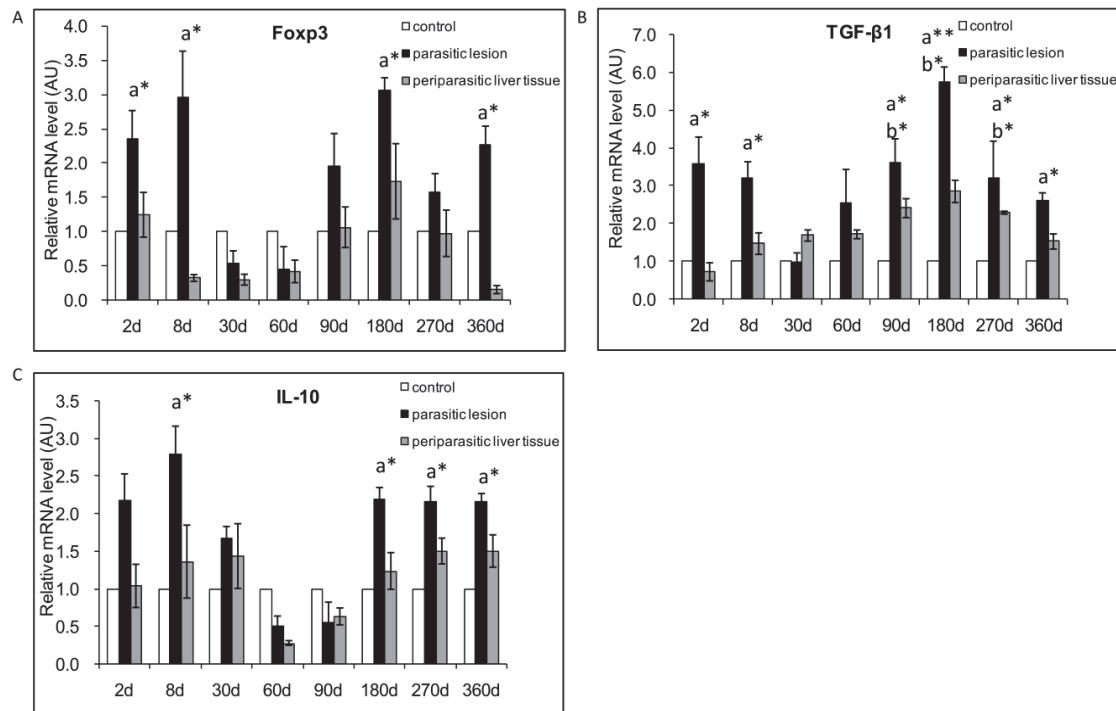 A
Foxp3
control
parasitic lesion
periparasitic liver tissue
Relative mRNA level (AU)
4.0
3.5
3.0
2.5
2.0
1.5
1.0
0.5
0.0
a*
a*
a*
a*
2d 8d 30d 60d 90d 180d 270d 360d
B
TGF-β1
control
parasitic lesion
periparasitic liver tissue
Relative mRNA level (AU)
7.0
6.0
5.0
4.0
3.0
2.0
1.0
0.0
a*
a*
a*
b*
a**
b*
a*
b*
a*
2d 8d 30d 60d 90d 180d 270d 360d
C
IL-10
control
parasitic lesion
periparasitic liver tissue
Relative mRNA level (AU)
3.5
3.0
2.5
2.0
1.5
1.0
0.5
0.0
a*
a*
a*
a*
2d 8d 30d 60d 90d 180d 270d 360d